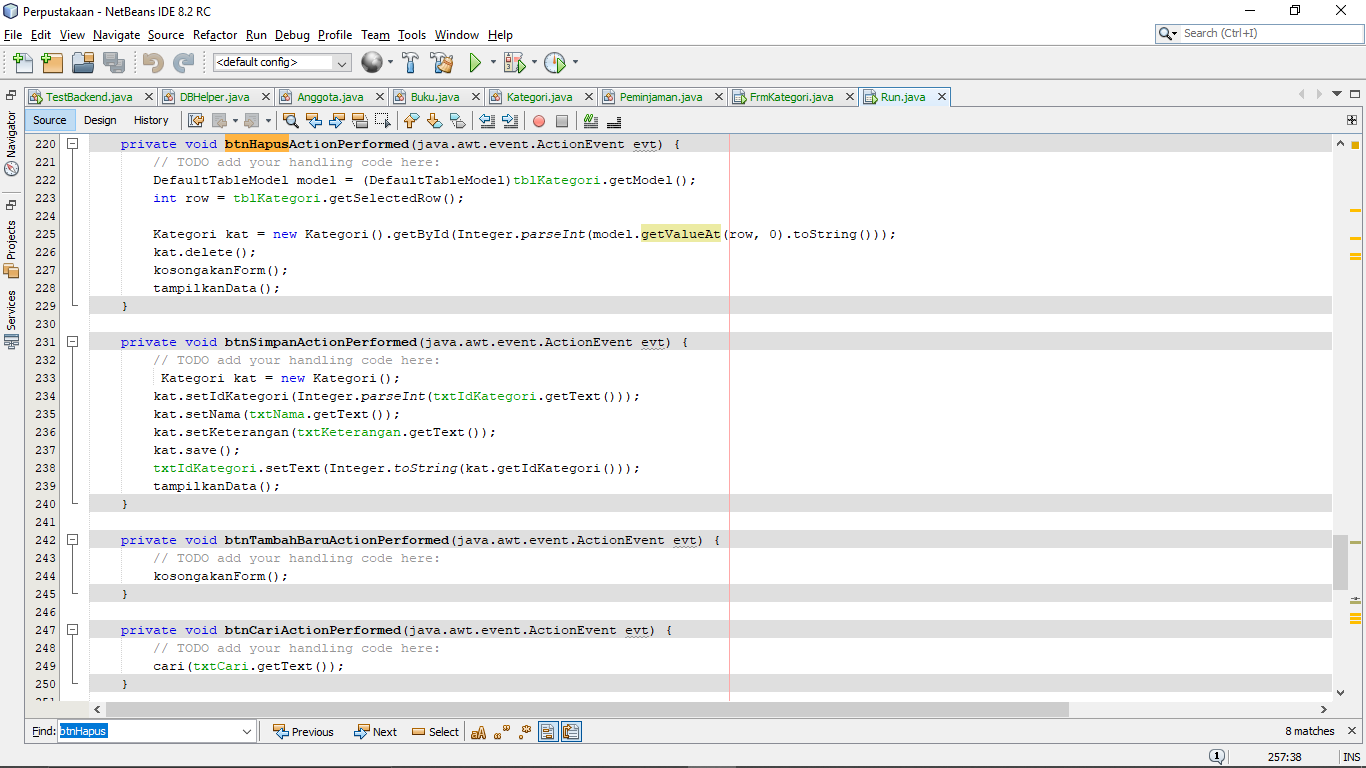 Perpustakaan - NetBeans IDE 8.2 RC
File Edit View Navigate Source Refactor Run Debug Profile Team Tools Window Help
Search (Ctrl+I)
<default config>
TestBackend.java DBHelper.java Anggota.java Buku.java Kategori.java Peminjaman.java FrmKategori.java Run.java
Source Design History
Navigator
Projects
Services
220 private void btnHapusActionPerformed(java.awt.event.ActionEvent evt) {
221 // TODO add your handling code here:
222 DefaultTableModel model = (DefaultTableModel)tblKategori.getModel();
223 int row = tblKategori.getSelectedRow();
224
225 Kategori kat = new Kategori().getById(Integer.parseInt(model.getValueAt(row, 0).toString()));
226 kat.delete();
227 kosongakanForm();
228 tampilkanData();
229 }
230
231 private void btnSimpanActionPerformed(java.awt.event.ActionEvent evt) {
232 // TODO add your handling code here:
233 Kategori kat = new Kategori();
234 kat.setIdKategori(Integer.parseInt(txtIdKategori.getText()));
235 kat.setNama(txtNama.getText());
236 kat.setKeterangan(txtKeterangan.getText());
237 kat.save();
238 txtIdKategori.setText(Integer.toString(kat.getIdKategori()));
239 tampilkanData();
240 }
241
242 private void btnTambahBaruActionPerformed(java.awt.event.ActionEvent evt) {
243 // TODO add your handling code here:
244 kosongakanForm();
245 }
246
247 private void btnCariActionPerformed(java.awt.event.ActionEvent evt) {
248 // TODO add your handling code here:
249 cari(txtCari.getText());
250 }
251
Find: btnHapus Previous Next Select aA 8 matches
1 257:38 INS